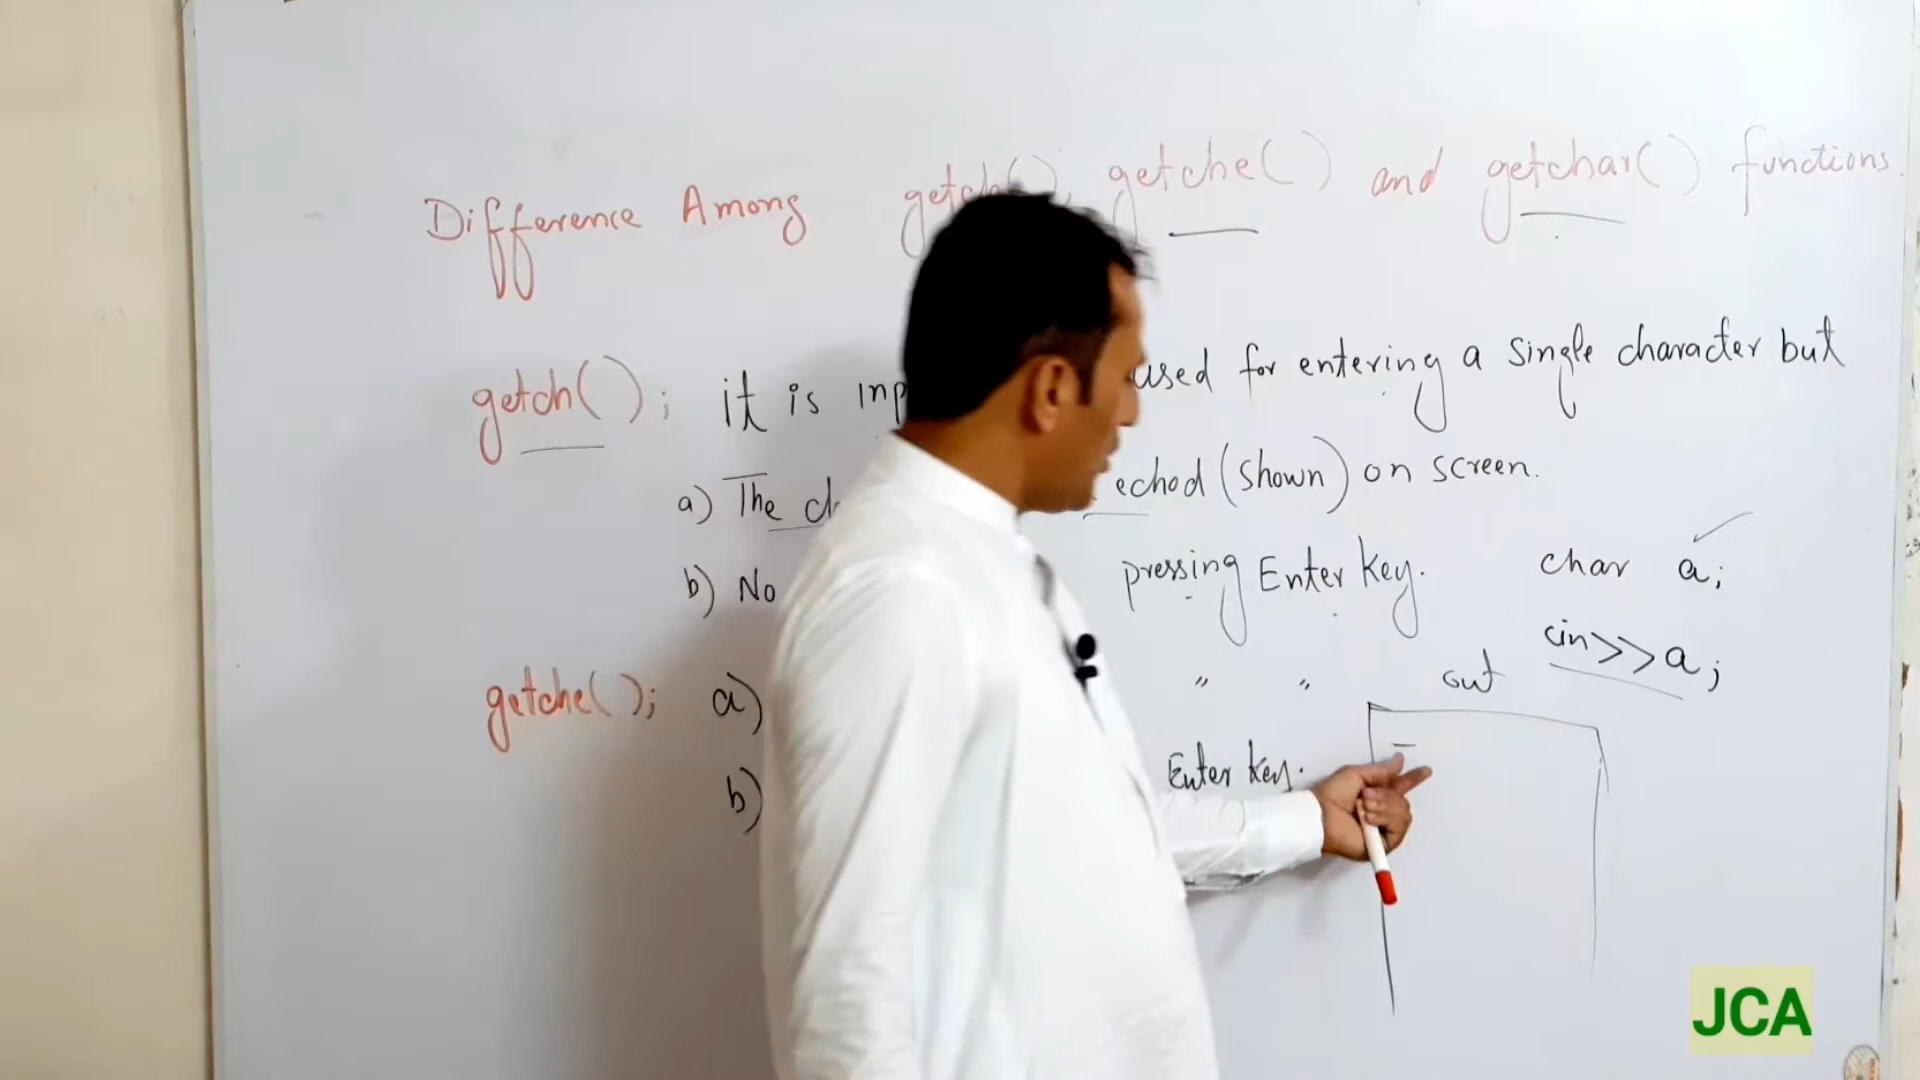 Difference Among getch(), getche() and getchar() functions.
getch(); it is inp used for entering a single character but
a) The ch echod (shown) on screen.
b) No pressing Enter key.
char a;
cin>>a;
getche(); a) " "
out
b) Enter key.
JCA